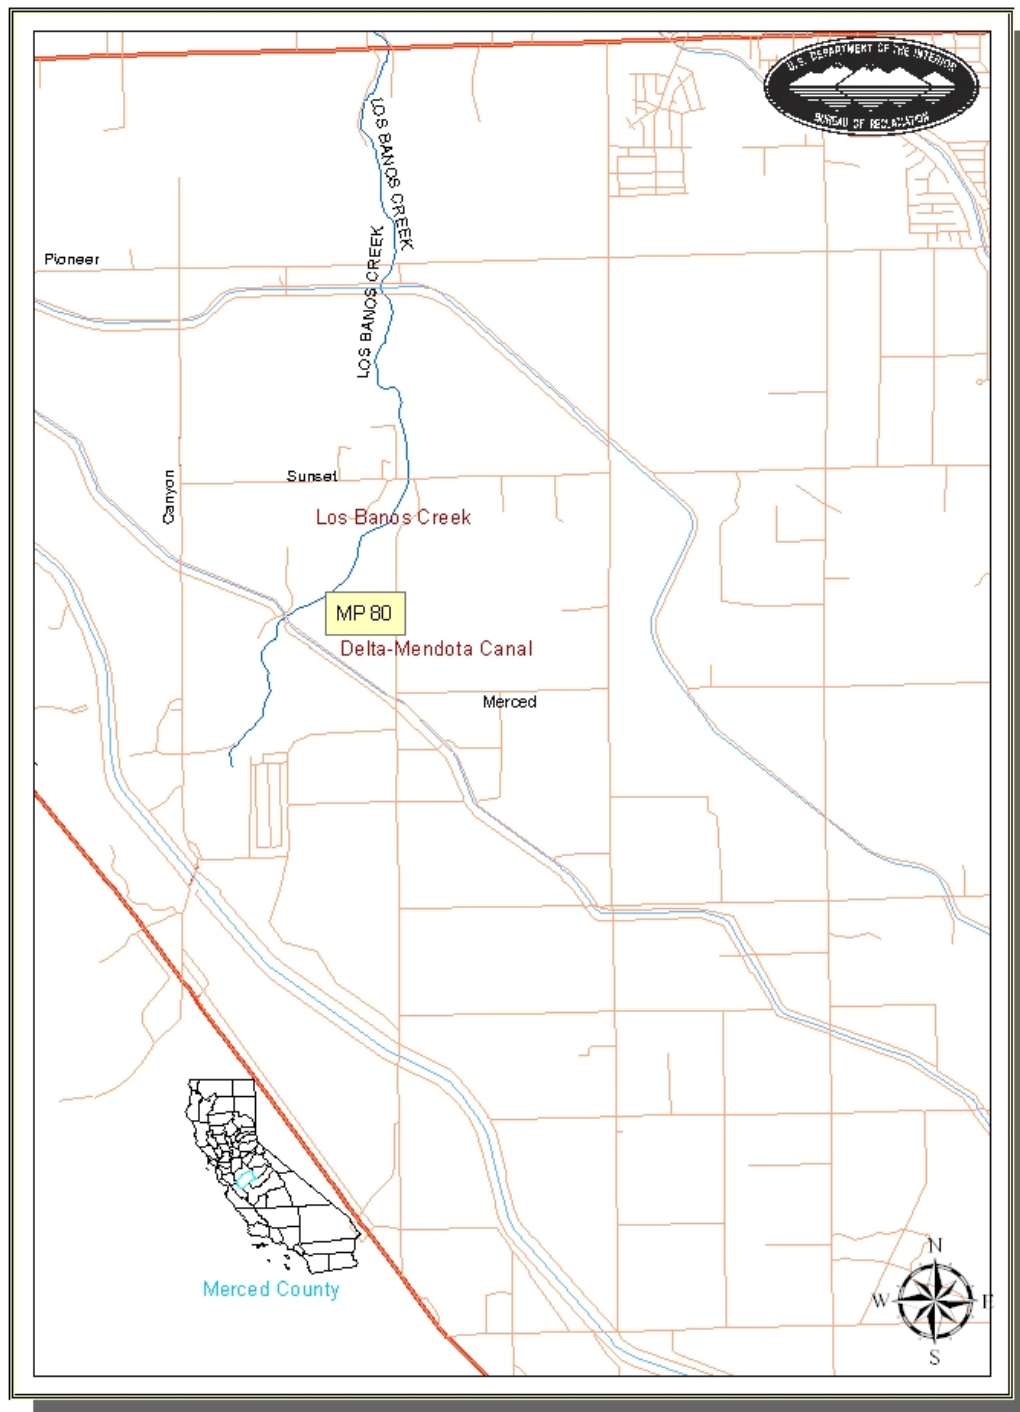 U.S. DEPARTMENT OF THE INTERIOR
BUREAU OF RECLAMATION
LOS BANOS CREEK
LOS BANOS CREEK
Pioneer
Canyon
Sunset
Los Banos Creek
MP 80
Delta-Mendota Canal
Merced
Merced County
N
W
E
S